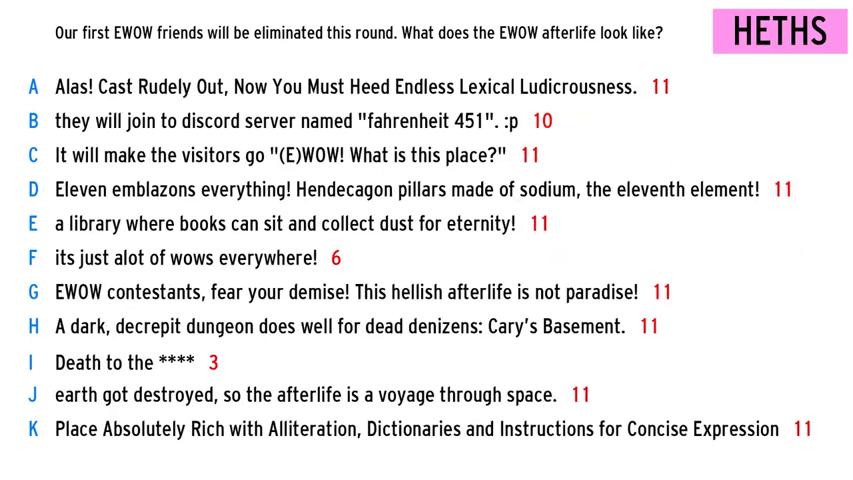 Our first EWOW friends will be eliminated this round. What does the EWOW afterlife look like? HETHS
A Alas! Cast Rudely Out, Now You Must Heed Endless Lexical Ludicrousness. 11
B they will join to discord server named "fahrenheit 451". :p 10
C It will make the visitors go "(E)WOW! What is this place?" 11
D Eleven emblazons everything! Hendecagon pillars made of sodium, the eleventh element! 11
E a library where books can sit and collect dust for eternity! 11
F its just alot of wows everywhere! 6
G EWOW contestants, fear your demise! This hellish afterlife is not paradise! 11
H A dark, decrepit dungeon does well for dead denizens: Cary's Basement. 11
I Death to the **** 3
J earth got destroyed, so the afterlife is a voyage through space. 11
K Place Absolutely Rich with Alliteration, Dictionaries and Instructions for Concise Expression 11